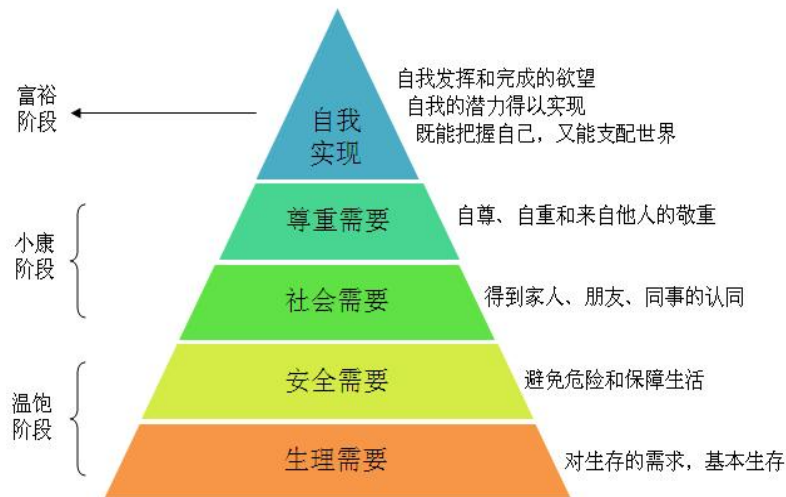 富裕
阶段
自我
实现
自我发挥和完成的欲望
自我的潜力得以实现
既能把握自己，又能支配世界
小康
阶段
尊重需要
自尊、自重和来自他人的敬重
社会需要
得到家人、朋友、同事的认同
温饱
阶段
安全需要
避免危险和保障生活
生理需要
对生存的需求，基本生存